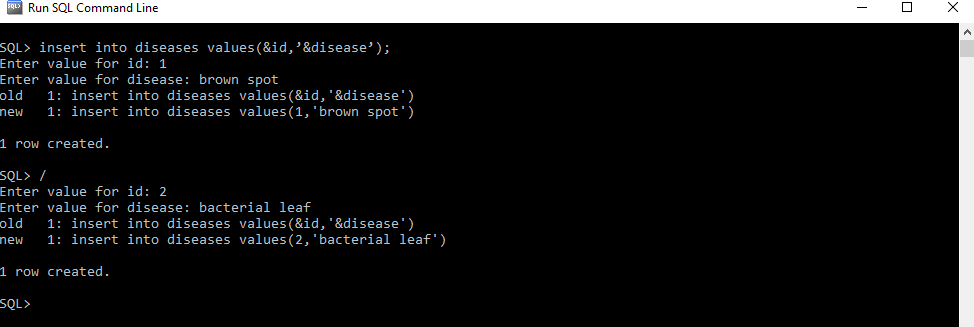 SQL> Run SQL Command Line
SQL> insert into diseases values(&id,’&disease’);
Enter value for id: 1
Enter value for disease: brown spot
old   1: insert into diseases values(&id,'&disease')
new   1: insert into diseases values(1,'brown spot')
1 row created.
SQL> /
Enter value for id: 2
Enter value for disease: bacterial leaf
old   1: insert into diseases values(&id,'&disease')
new   1: insert into diseases values(2,'bacterial leaf')
1 row created.
SQL>